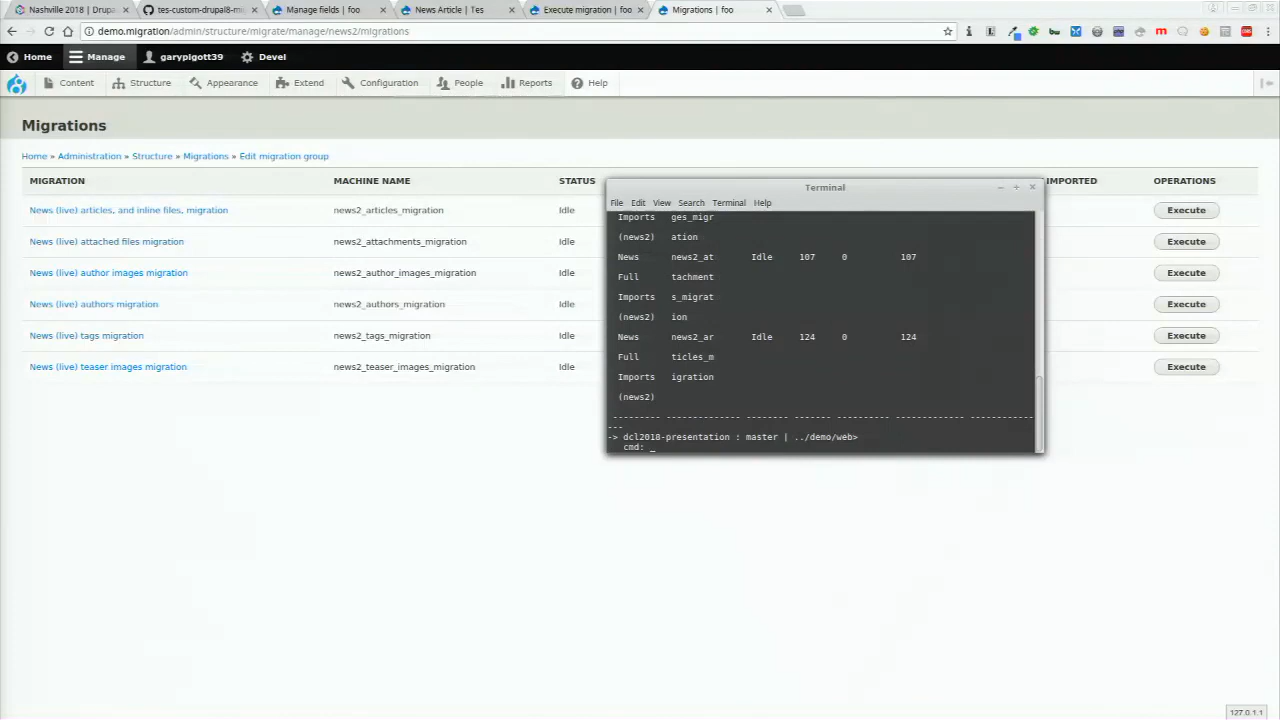 Nashville 2018 | Drupa
tes-custom-drupal8-mi
Manage fields | foo
News Article | Tes
Execute migration | foo
Migrations | foo
demo.migration/admin/structure/migrate/manage/news2/migrations
Home
Manage
garypigott39
Devel
Content
Structure
Appearance
Extend
Configuration
People
Reports
Help
Migrations
Home » Administration » Structure » Migrations » Edit migration group
MIGRATION MACHINE NAME STATUS IMPORTED OPERATIONS
News (live) articles, and inline files, migration news2_articles_migration Idle Execute
News (live) attached files migration news2_attachments_migration Idle Execute
News (live) author images migration news2_author_images_migration Idle Execute
News (live) authors migration news2_authors_migration Idle Execute
News (live) tags migration news2_tags_migration Idle Execute
News (live) teaser images migration news2_teaser_images_migration Idle Execute
Terminal
File Edit View Search Terminal Help
Imports ges_migr
(news2) ation
News news2_at Idle 107 0 107
Full tachment
Imports s_migrat
(news2) ion
News news2_ar Idle 124 0 124
Full ticles_m
Imports igration
(news2)
--------- -------------- -------- ------- ---------- ------------- -------------
---
-> dcl2018-presentation : master | ../demo/web>
cmd: _
127.0.1.1